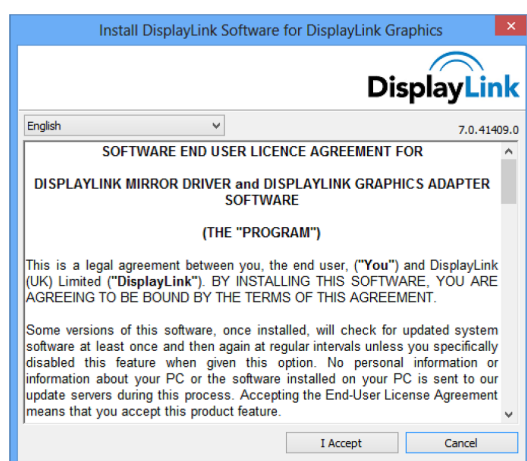 Install DisplayLink Software for DisplayLink Graphics
DisplayLink
English
7.0.41409.0
SOFTWARE END USER LICENCE AGREEMENT FOR
DISPLAYLINK MIRROR DRIVER and DISPLAYLINK GRAPHICS ADAPTER
SOFTWARE
(THE "PROGRAM")
This is a legal agreement between you, the end user, ("You") and DisplayLink
(UK) Limited ("DisplayLink"). BY INSTALLING THIS SOFTWARE, YOU ARE
AGREEING TO BE BOUND BY THE TERMS OF THIS AGREEMENT.
Some versions of this software, once installed, will check for updated system
software at least once and then again at regular intervals unless you specifically
disabled this feature when given this option. No personal information or
information about your PC or the software installed on your PC is sent to our
update servers during this process. Accepting the End-User License Agreement
means that you accept this product feature.
I Accept
Cancel